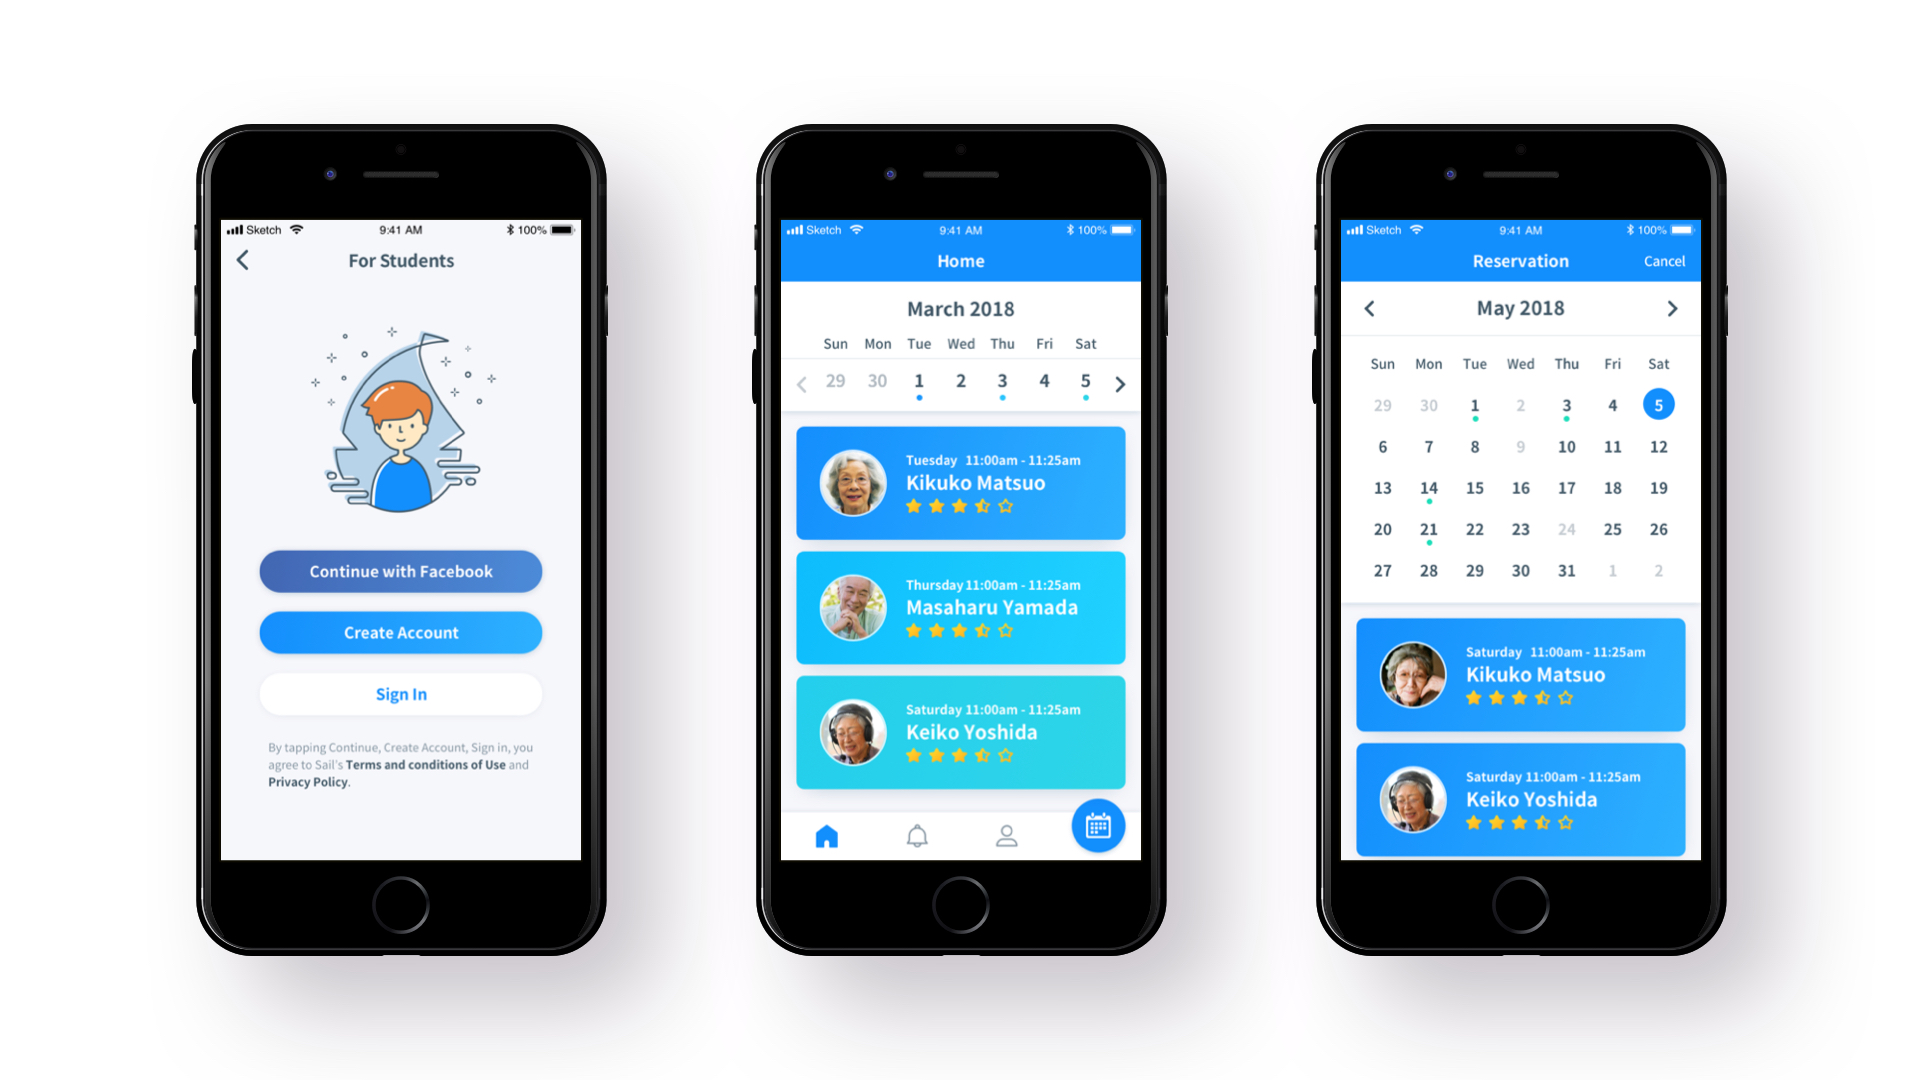 Sketch 9:41 AM 100%
For Students
Continue with Facebook
Create Account
Sign In
By tapping Continue, Create Account, Sign in, you
agree to Sail's Terms and conditions of Use and
Privacy Policy.
Sketch 9:41 AM 100%
Home
March 2018
Sun Mon Tue Wed Thu Fri Sat
29 30 1 2 3 4 5
Tuesday 11:00am - 11:25am
Kikuko Matsuo
Thursday 11:00am - 11:25am
Masaharu Yamada
Saturday 11:00am - 11:25am
Keiko Yoshida
Sketch 9:41 AM 100%
Reservation Cancel
May 2018
Sun Mon Tue Wed Thu Fri Sat
29 30 1 2 3 4 5
6 7 8 9 10 11 12
13 14 15 16 17 18 19
20 21 22 23 24 25 26
27 28 29 30 31 1 2
Saturday 11:00am - 11:25am
Kikuko Matsuo
Saturday 11:00am - 11:25am
Keiko Yoshida